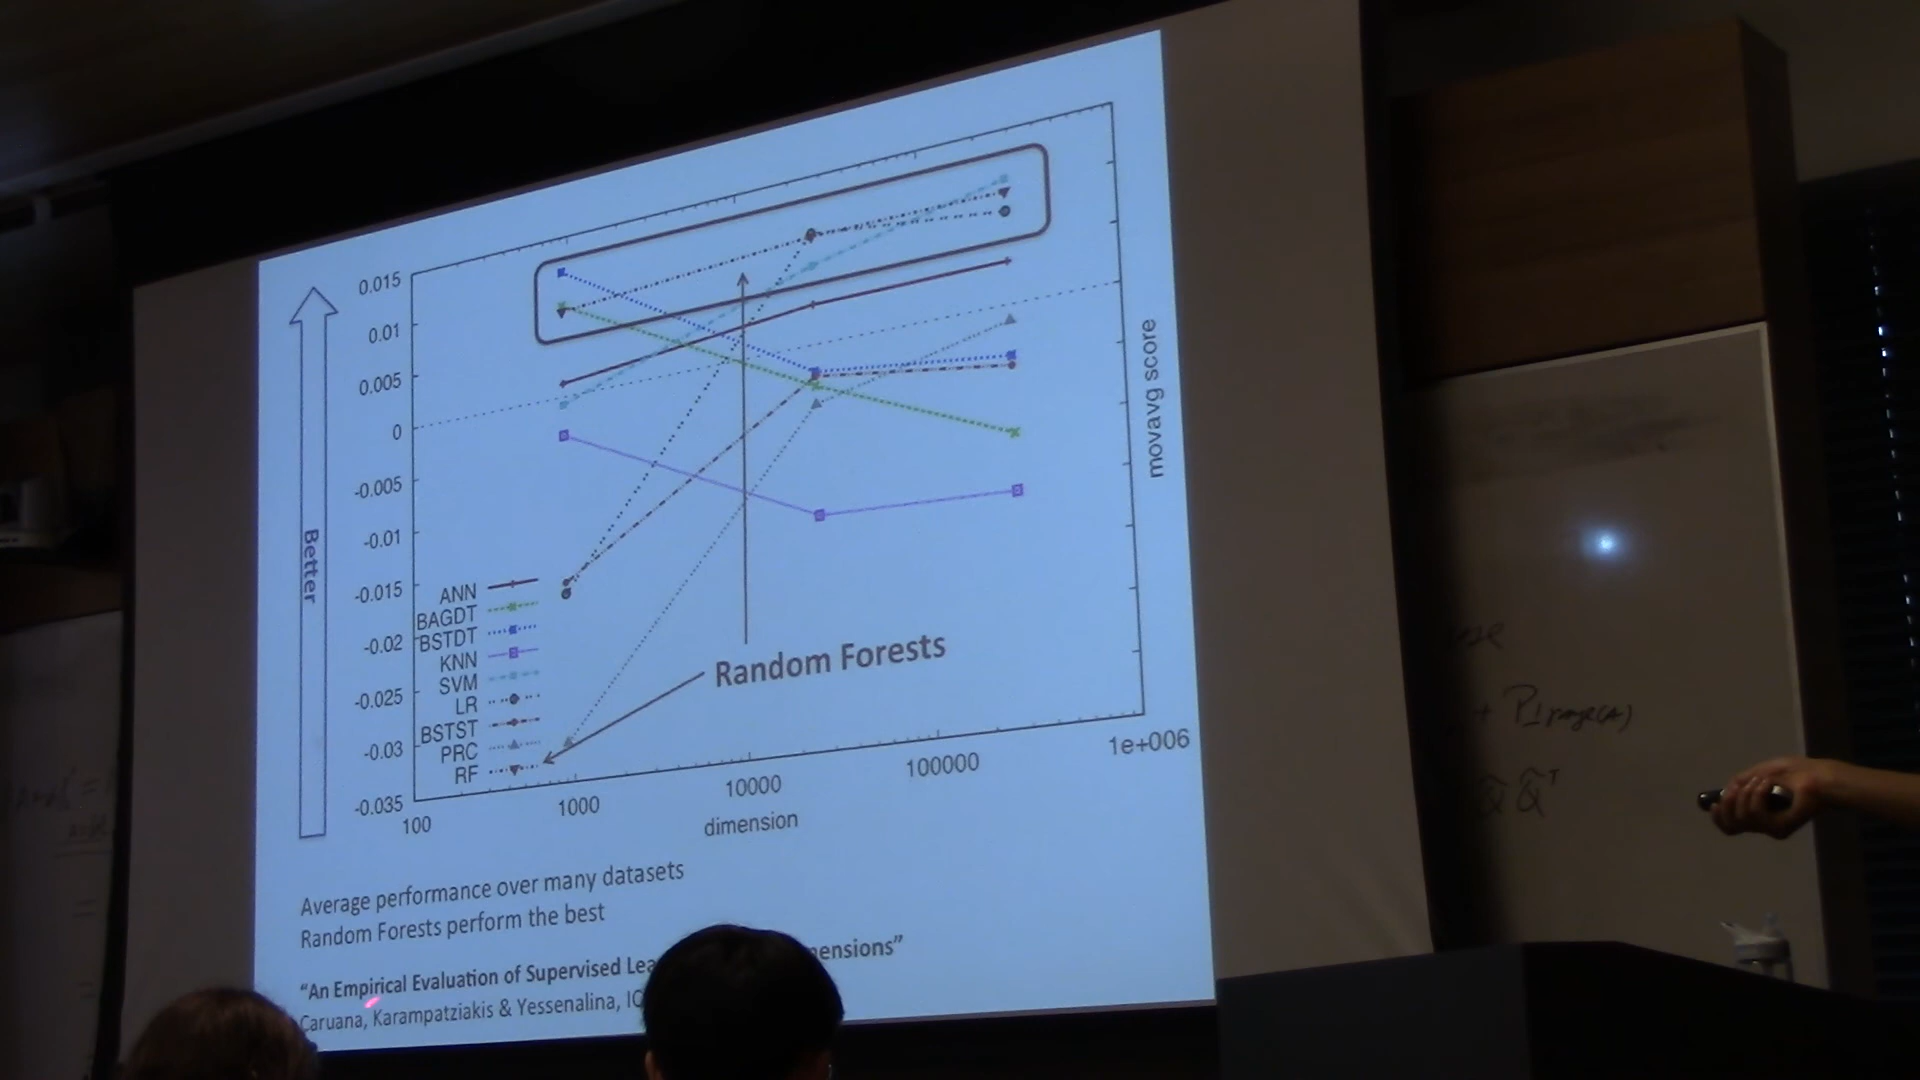 0.015
0.01
0.005
0
-0.005
-0.01
-0.015
-0.02
-0.025
-0.03
-0.035
Better
movavg score
ANN
BAGDT
BSTDT
KNN
SVM
LR
BSTST
PRC
RF
Random Forests
100
1000
10000
100000
1e+006
dimension
Average performance over many datasets
Random Forests perform the best
"An Empirical Evaluation of Supervised
Caruana, Karampatziakis & Yessenalina,